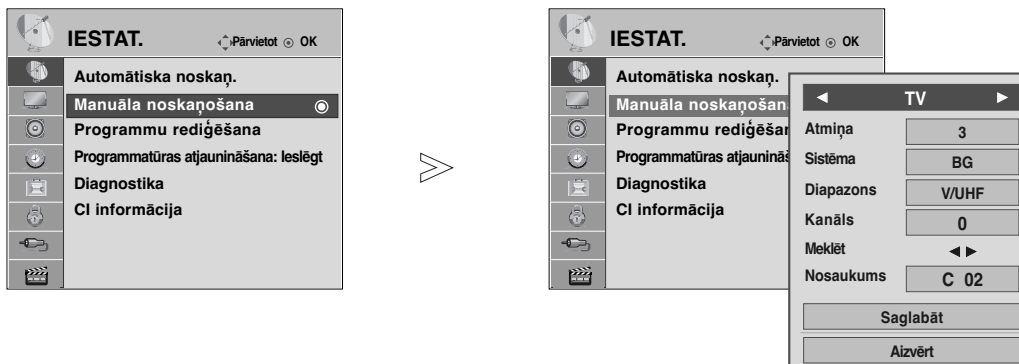 IESTAT.
Pārvietot OK
Automātiska noskaņ.
Manuāla noskaņošana
Programmu rediģēšana
Programmatūras atjaunināšana: Ieslēgt
Diagnostika
CI informācija
IESTAT.
Pārvietot OK
Automātiska noskaņ.
Manuāla noskaņošan
Programmu rediģēšan
Programmatūras atjaunināš
Diagnostika
CI informācija
◄ TV ►
Atmiņa 3
Sistēma BG
Diapazons V/UHF
Kanāls 0
Meklēt ◄ ►
Nosaukums C 02
Saglabāt
Aizvērt